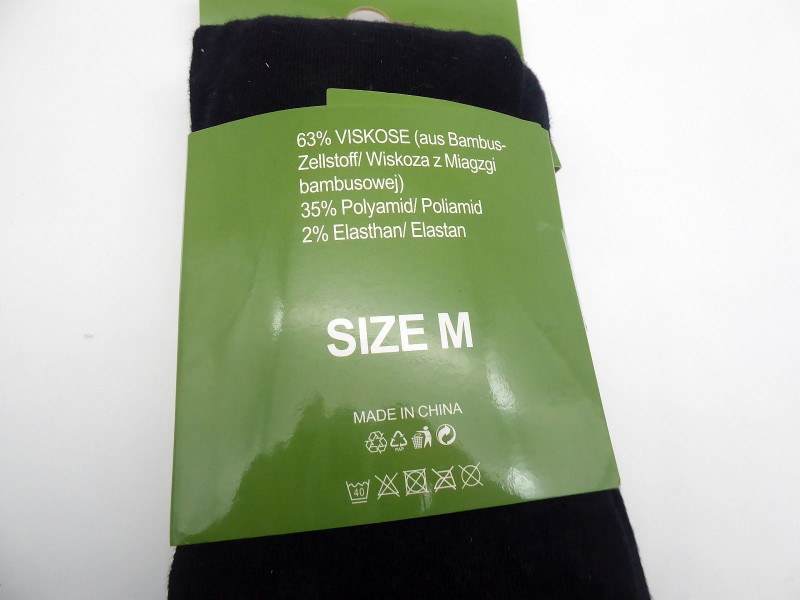 63% VISKOSE (aus Bambus-
Zellstoff/ Wiskoza z Miagzgi
bambusowej)
35% Polyamid/ Poliamid
2% Elasthan/ Elastan
SIZE M
MADE IN CHINA
PAP
40